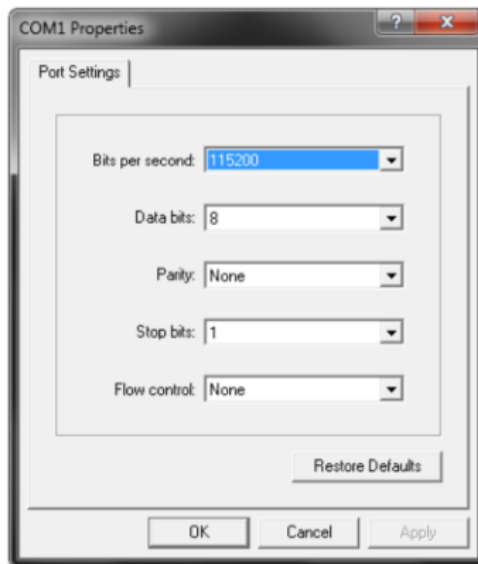 COM1 Properties
Port Settings
Bits per second: 115200
Data bits: 8
Parity: None
Stop bits: 1
Flow control: None
Restore Defaults
OK Cancel Apply